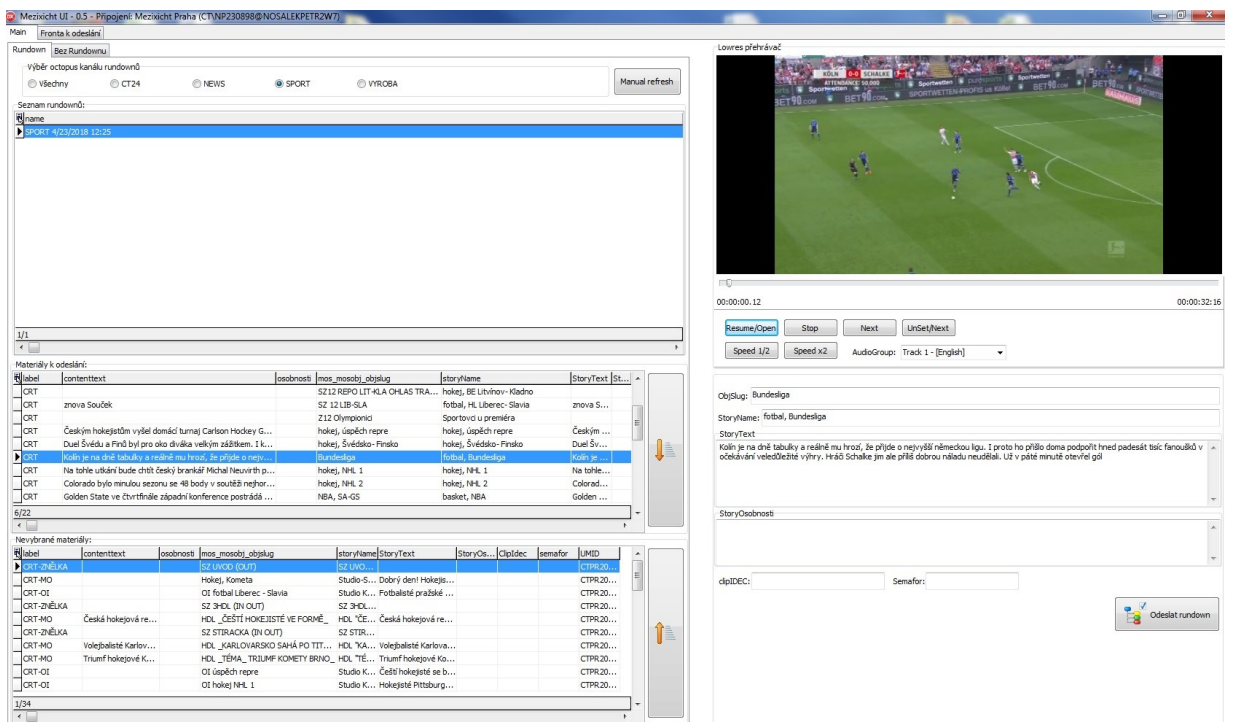 Mezixicht UI - 0.5 - Připojení: Mezixicht Praha (CT\NP230898@NOSALEKPETR2W7)
Main Fronta k odeslání
Rundown Bez Rundownu
Výběr octopus kanálu rundownů
Všechny CT24 NEWS SPORT VYROBA
Manual refresh
Seznam rundownů:
name
SPORT 4/23/2018 12:25
1/1
Materiály k odeslání:
label contenttext osobnosti mos_mosobj_objslug storyName StoryText St...
CRT SZ12 REPO LIT-KLA OHLAS TRA... hokej, BE Litvínov- Kladno
CRT znova Souček SZ 12 LIB-SLA fotbal, HL Liberec- Slavia znova S...
CRT Z12 Olympionici Sportovci u premiéra
CRT Českým hokejistům vyšel domácí turnaj Carlson Hockey G... hokej, úspěch repre hokej, úspěch repre Českým ...
CRT Duel Švédu a Finů byl pro oko diváka velkým zážitkem. I k... hokej, Švédsko- Finsko hokej, Švédsko- Finsko Duel Šv...
CRT Kolín je na dně tabulky a reálně mu hrozí, že přijde o nejv... Bundesliga fotbal, Bundesliga Kolín je ...
CRT Na tohle utkání bude chtít český brankář Michal Neuvirth p... hokej, NHL 1 hokej, NHL 1 Na tohle...
CRT Colorado bylo minulou sezonu se 48 body v soutěži nejhor... hokej, NHL 2 hokej, NHL 2 Colorad...
CRT Golden State ve čtvrtfinále západní konference postrádá ... NBA, SA-GS basket, NBA Golden ...
6/22
Nevybrané materiály:
label contenttext osobnosti mos_mosobj_objslug storyName StoryText StoryOs... ClipIdec semafor UMID
CRT-ZNĚLKA SZ UVOD (OUT) SZ UVO... CTPR20...
CRT-MO Hokej, Kometa Studio-S... Dobrý den! Hokejis... CTPR20...
CRT-OI OI fotbal Liberec - Slavia Studio K... Fotbalisté pražské ... CTPR20...
CRT-ZNĚLKA SZ 3HDL (IN OUT) SZ 3HDL... CTPR20...
CRT-MO Česká hokejová re... HDL _ČEŠTÍ HOKEJISTÉ VE FORMĚ_ HDL "ČE... Česká hokejová re... CTPR20...
CRT-ZNĚLKA SZ STIRACKA (IN OUT) SZ STIR... CTPR20...
CRT-MO Volejbalisté Karlov... HDL _KARLOVARSKO SAHÁ PO TIT... HDL "KA... Volejbalisté Karlova... CTPR20...
CRT-MO Triumf hokejové K... HDL _TÉMA_ TRIUMF KOMETY BRNO_ HDL "TÉ... Triumf hokejové Ko... CTPR20...
CRT-OI OI úspěch repre Studio K... Čeští hokejisté se b... CTPR20...
CRT-OI OI hokej NHL 1 Studio K... Hokejisté Pittsburg... CTPR20...
1/34
Lowres přehrávač
KÖLN 0-0 SCHALKE
ATTENDANCE 50,000
Sportwetten
BET90.COM BET90.COM SPORTWETTEN-PROFIS us Köller BET90.COM
00:00:00.12 00:00:32:16
Resume/Open Stop Next UnSet/Next
Speed 1/2 Speed x2 AudioGroup: Track 1 - [English]
ObjSlug: Bundesliga
StoryName: fotbal, Bundesliga
StoryText
Kolín je na dně tabulky a reálně mu hrozí, že přijde o nejvyšší německou ligu. I proto ho přišlo doma podpořit hned padesát tisíc fanoušků v
očekávání veledůležité výhry. Hráči Schalke jim ale příliš dobrou náladu neudělali. Už v páté minutě otevřel gól
StoryOsobnosti
clipIDEC: Semafor:
Odeslat rundown